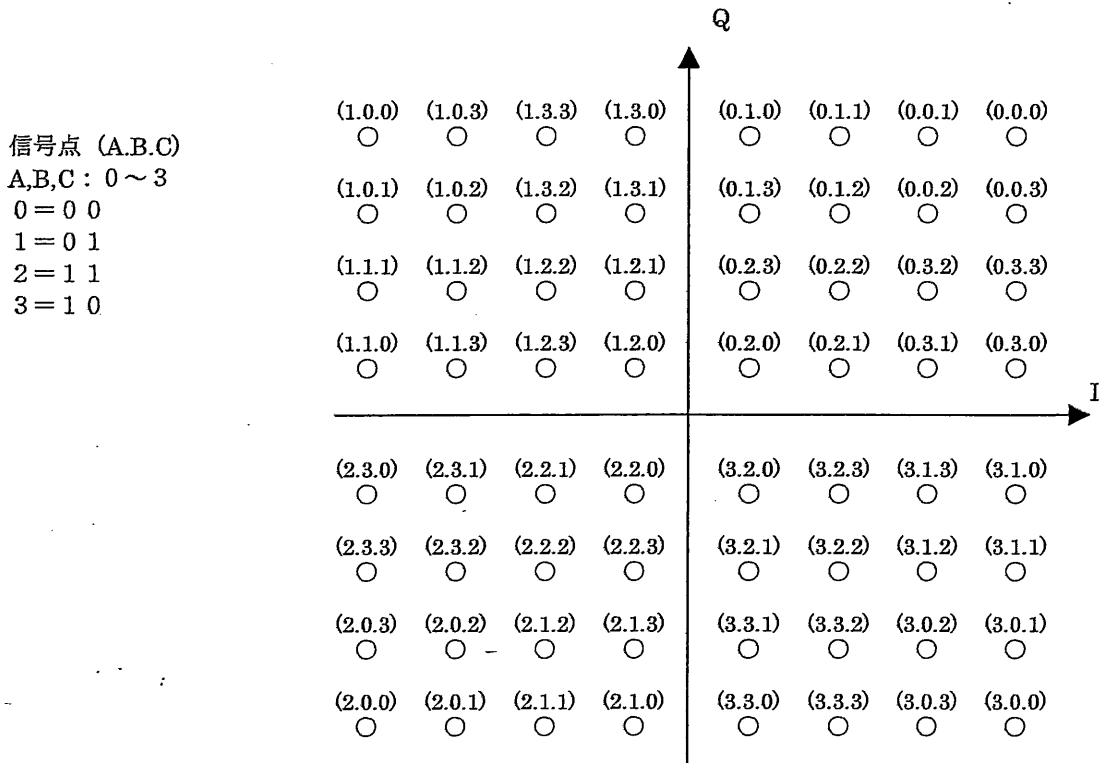 Q
信号点 (A.B.C)
A,B,C : 0～3
0＝0 0
1＝0 1
2＝1 1
3＝1 0
(1.0.0) (1.0.3) (1.3.3) (1.3.0) (0.1.0) (0.1.1) (0.0.1) (0.0.0)
(1.0.1) (1.0.2) (1.3.2) (1.3.1) (0.1.3) (0.1.2) (0.0.2) (0.0.3)
(1.1.1) (1.1.2) (1.2.2) (1.2.1) (0.2.3) (0.2.2) (0.3.2) (0.3.3)
(1.1.0) (1.1.3) (1.2.3) (1.2.0) (0.2.0) (0.2.1) (0.3.1) (0.3.0)
I
(2.3.0) (2.3.1) (2.2.1) (2.2.0) (3.2.0) (3.2.3) (3.1.3) (3.1.0)
(2.3.3) (2.3.2) (2.2.2) (2.2.3) (3.2.1) (3.2.2) (3.1.2) (3.1.1)
(2.0.3) (2.0.2) (2.1.2) (2.1.3) (3.3.1) (3.3.2) (3.0.2) (3.0.1)
(2.0.0) (2.0.1) (2.1.1) (2.1.0) (3.3.0) (3.3.3) (3.0.3) (3.0.0)